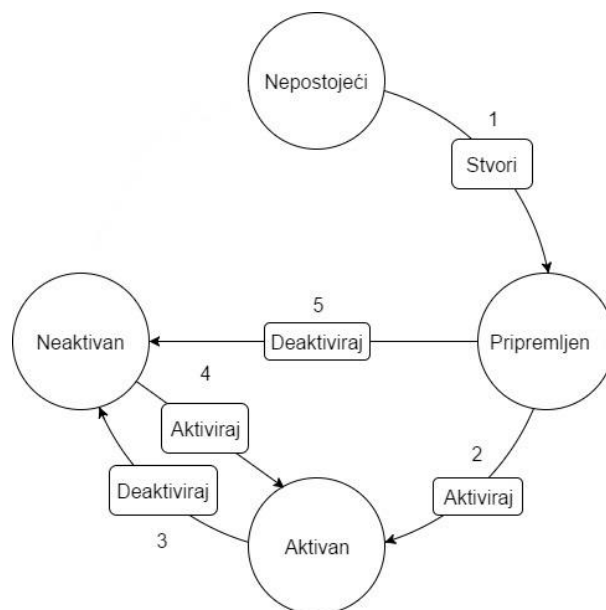 Nepostojeći
1
Stvori
Neaktivan
5
Deaktiviraj
Pripremljen
4
Aktiviraj
2
Aktiviraj
Deaktiviraj
3
Aktivan